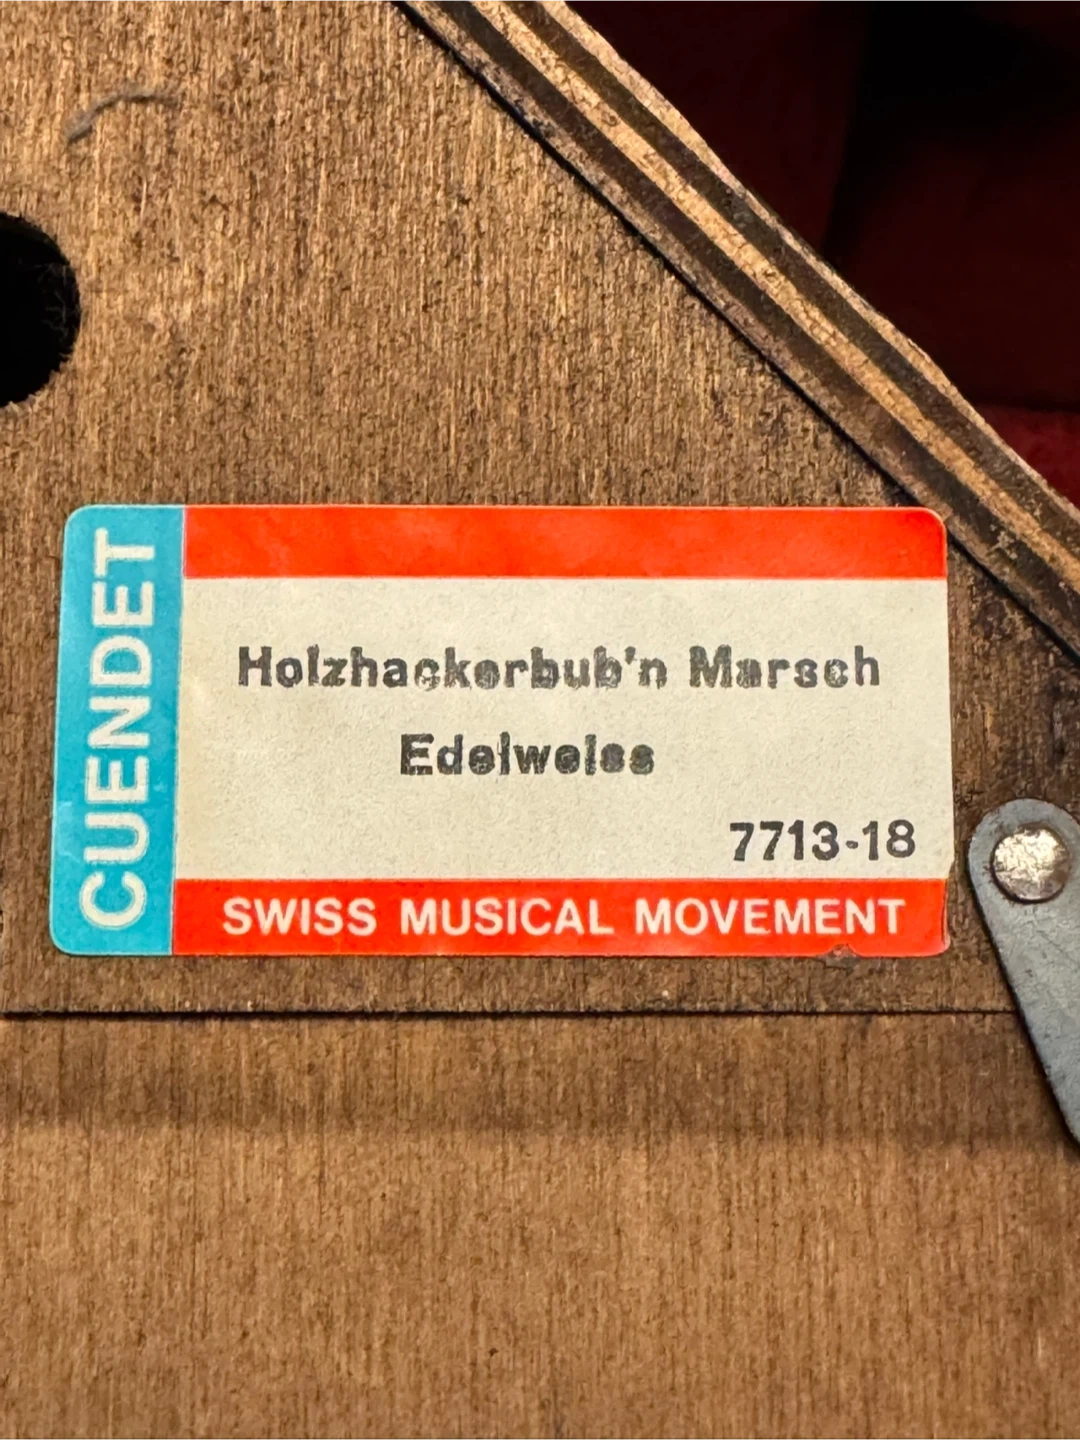 CUENDET
Holzhackerbub'n Marsch
Edelweiss
7713-18
SWISS MUSICAL MOVEMENT